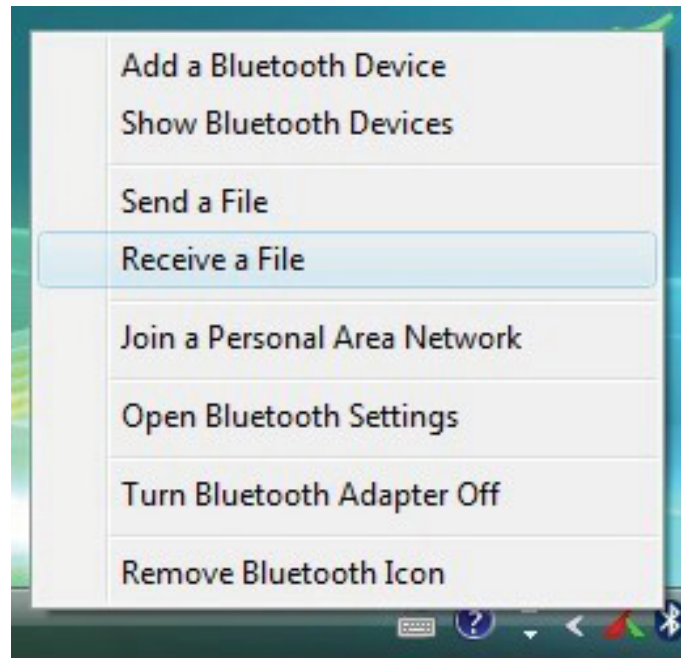 Add a Bluetooth Device
Show Bluetooth Devices
Send a File
Receive a File
Join a Personal Area Network
Open Bluetooth Settings
Turn Bluetooth Adapter Off
Remove Bluetooth Icon